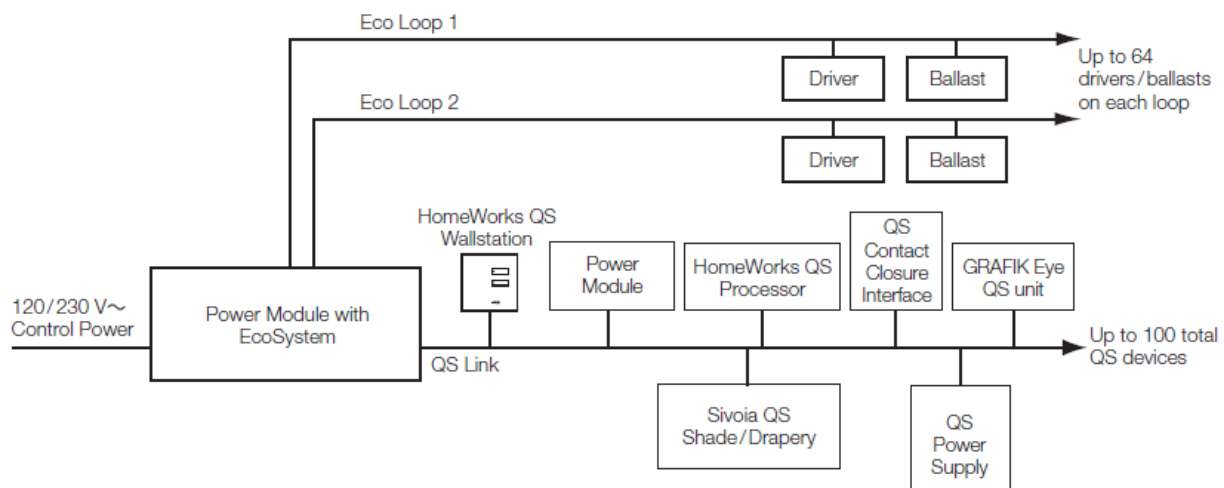 Eco Loop 1
Driver
Ballast
Up to 64
drivers/ballasts
on each loop
Eco Loop 2
Driver
Ballast
HomeWorks QS
Wallstation
Power
Module
HomeWorks QS
Processor
QS
Contact
Closure
Interface
GRAFIK Eye
QS unit
120/230 V~
Control Power
Power Module with
EcoSystem
QS Link
Up to 100 total
QS devices
Sivoia QS
Shade/Drapery
QS
Power
Supply